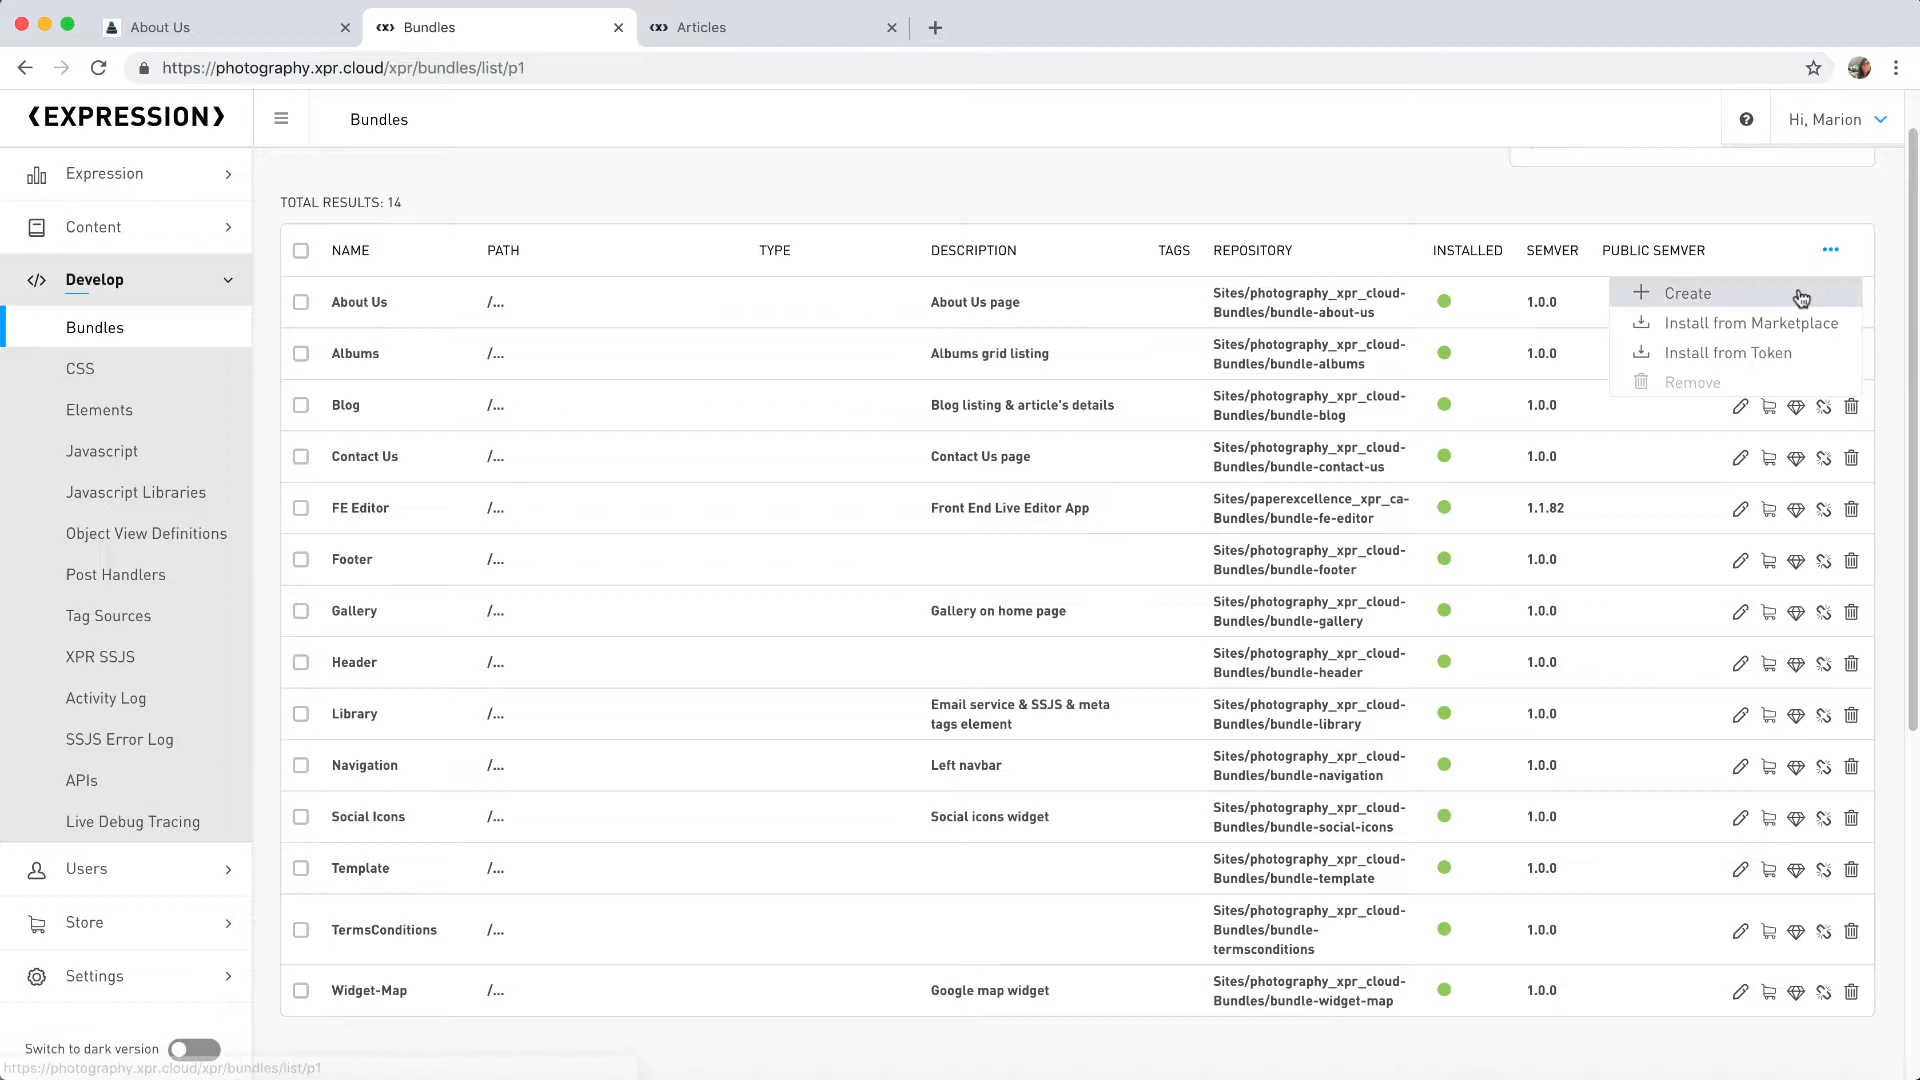 About Us
Bundles
Articles
https://photography.xpr.cloud/xpr/bundles/list/p1
‹EXPRESSION›
Bundles
Hi, Marion
Expression
Content
Develop
Bundles
CSS
Elements
Javascript
Javascript Libraries
Object View Definitions
Post Handlers
Tag Sources
XPR SSJS
Activity Log
SSJS Error Log
APIs
Live Debug Tracing
Users
Store
Settings
Switch to dark version
https://photography.xpr.cloud/xpr/bundles/list/p1
TOTAL RESULTS: 14
NAME PATH TYPE DESCRIPTION TAGS REPOSITORY INSTALLED SEMVER PUBLIC SEMVER
Create
Install from Marketplace
Install from Token
Remove
About Us /... About Us page Sites/photography_xpr_cloud-
Bundles/bundle-about-us 1.0.0
Albums /... Albums grid listing Sites/photography_xpr_cloud-
Bundles/bundle-albums 1.0.0
Blog /... Blog listing & article's details Sites/photography_xpr_cloud-
Bundles/bundle-blog 1.0.0
Contact Us /... Contact Us page Sites/photography_xpr_cloud-
Bundles/bundle-contact-us 1.0.0
FE Editor /... Front End Live Editor App Sites/paperexcellence_xpr_ca-
Bundles/bundle-fe-editor 1.1.82
Footer /... Sites/photography_xpr_cloud-
Bundles/bundle-footer 1.0.0
Gallery /... Gallery on home page Sites/photography_xpr_cloud-
Bundles/bundle-gallery 1.0.0
Header /... Sites/photography_xpr_cloud-
Bundles/bundle-header 1.0.0
Library /... Email service & SSJS & meta Sites/photography_xpr_cloud-
tags element Bundles/bundle-library 1.0.0
Navigation /... Left navbar Sites/photography_xpr_cloud-
Bundles/bundle-navigation 1.0.0
Social Icons /... Social icons widget Sites/photography_xpr_cloud-
Bundles/bundle-social-icons 1.0.0
Template /... Sites/photography_xpr_cloud-
Bundles/bundle-template 1.0.0
TermsConditions /... Sites/photography_xpr_cloud-
Bundles/bundle- 1.0.0
termsconditions
Widget-Map /... Google map widget Sites/photography_xpr_cloud-
Bundles/bundle-widget-map 1.0.0